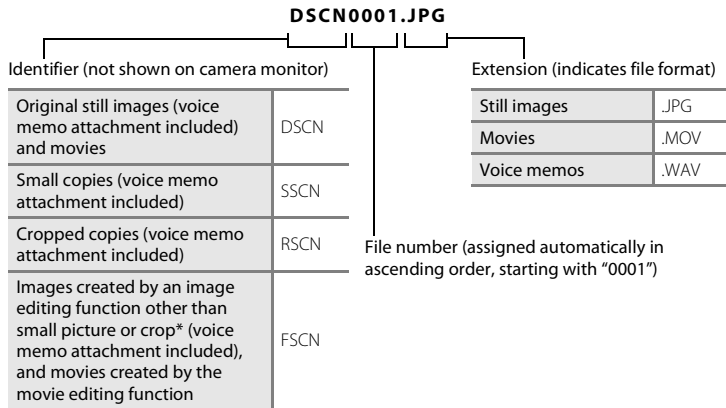 DSCN0001.JPG
Identifier (not shown on camera monitor)
Original still images (voice
memo attachment included)
and movies
DSCN
Small copies (voice memo
attachment included)
SSCN
Cropped copies (voice memo
attachment included)
RSCN
Images created by an image
editing function other than
small picture or crop* (voice
memo attachment included),
and movies created by the
movie editing function
FSCN
Extension (indicates file format)
Still images
.JPG
Movies
.MOV
Voice memos
.WAV
File number (assigned automatically in
ascending order, starting with “0001”)